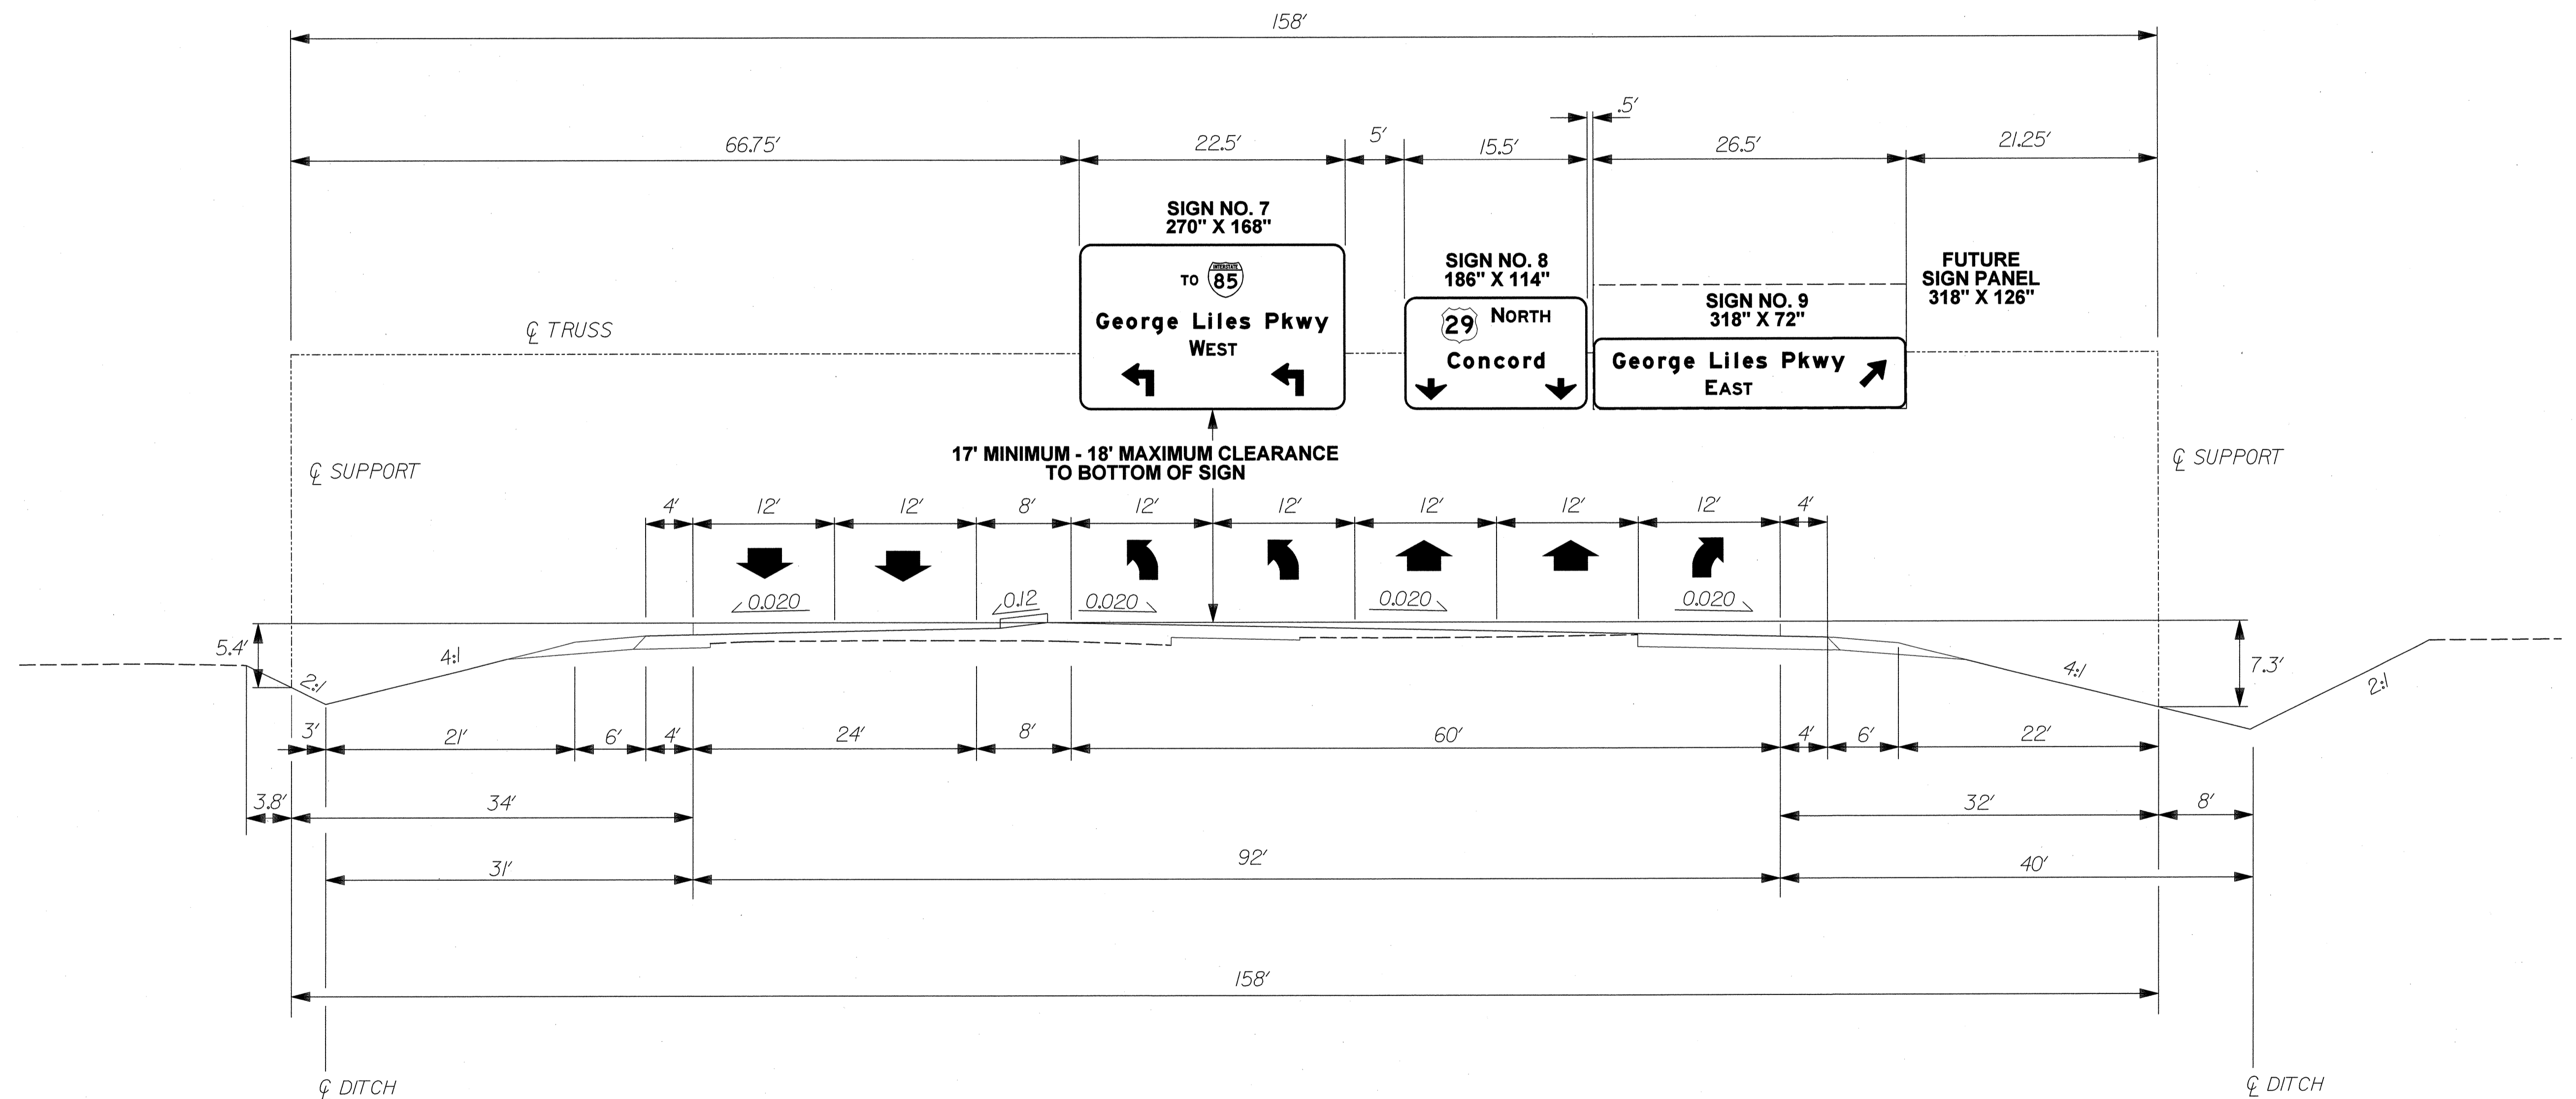 158'
.5'
66.75' 22.5' 5' 15.5' 26.5' 21.25'
SIGN NO. 7
270" X 168"
SIGN NO. 8
186" X 114"
FUTURE
SIGN PANEL
318" X 126"
SIGN NO. 9
318" X 72"
TO INTERSTATE 85
George Liles Pkwy
WEST
29 NORTH
Concord
George Liles Pkwy
EAST
℄ TRUSS
℄ SUPPORT
℄ SUPPORT
17' MINIMUM - 18' MAXIMUM CLEARANCE
TO BOTTOM OF SIGN
4' 12' 12' 8' 12' 12' 12' 12' 12' 4'
0.020 0.12 0.020 0.020 0.020
5.4' 2:1 4:1 4:1 7.3' 2:1
3' 21' 6' 4' 24' 8' 60' 4' 6' 22'
3.8' 34' 32' 8'
31' 92' 40'
158'
℄ DITCH
℄ DITCH